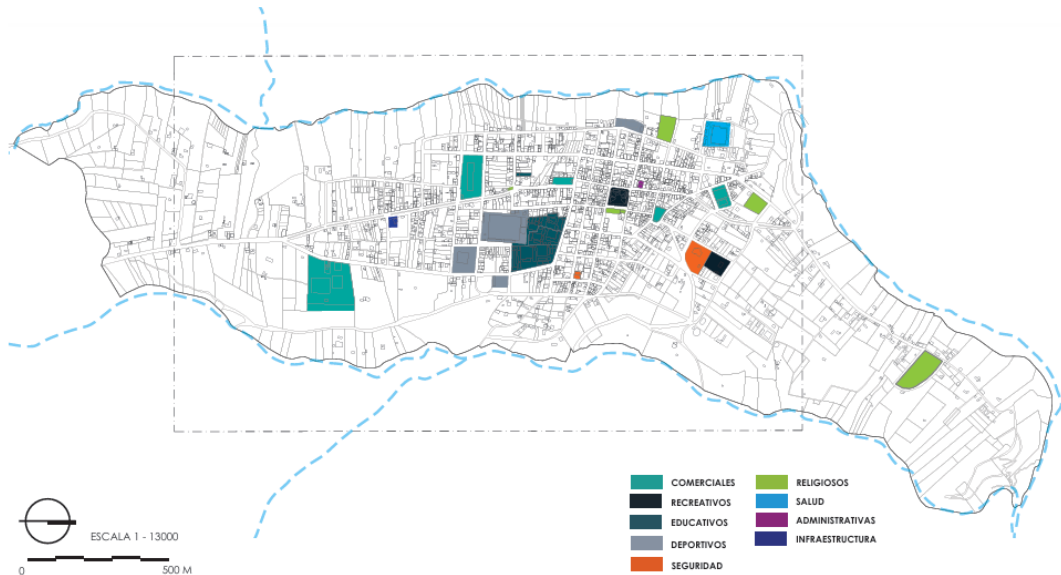 COMERCIALES
RECREATIVOS
EDUCATIVOS
DEPORTIVOS
SEGURIDAD
RELIGIOSOS
SALUD
ADMINISTRATIVAS
INFRAESTRUCTURA
ESCALA 1 - 13000
0 500 M